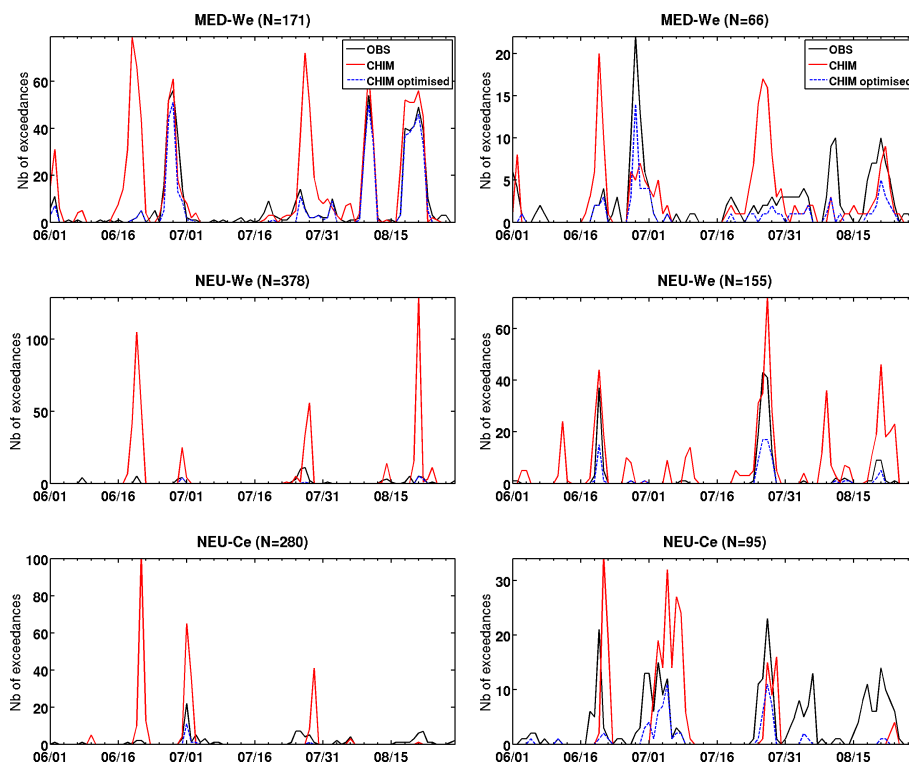 MED-We (N=171)
Nb of exceedances
60
40
20
0
06/01 06/16 07/01 07/16 07/31 08/15
OBS
CHIM
CHIM optimised
MED-We (N=66)
Nb of exceedances
20
15
10
5
0
06/01 06/16 07/01 07/16 07/31 08/15
OBS
CHIM
CHIM optimised
NEU-We (N=378)
Nb of exceedances
100
50
0
06/01 06/16 07/01 07/16 07/31 08/15
NEU-We (N=155)
Nb of exceedances
60
40
20
0
06/01 06/16 07/01 07/16 07/31 08/15
NEU-Ce (N=280)
Nb of exceedances
100
80
60
40
20
0
06/01 06/16 07/01 07/16 07/31 08/15
NEU-Ce (N=95)
Nb of exceedances
30
20
10
0
06/01 06/16 07/01 07/16 07/31 08/15